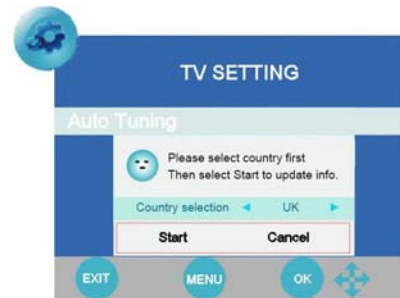 TV SETTING
Auto Tuning
Please select country first
Then select Start to update info.
Country selection UK
Start Cancel
EXIT MENU OK